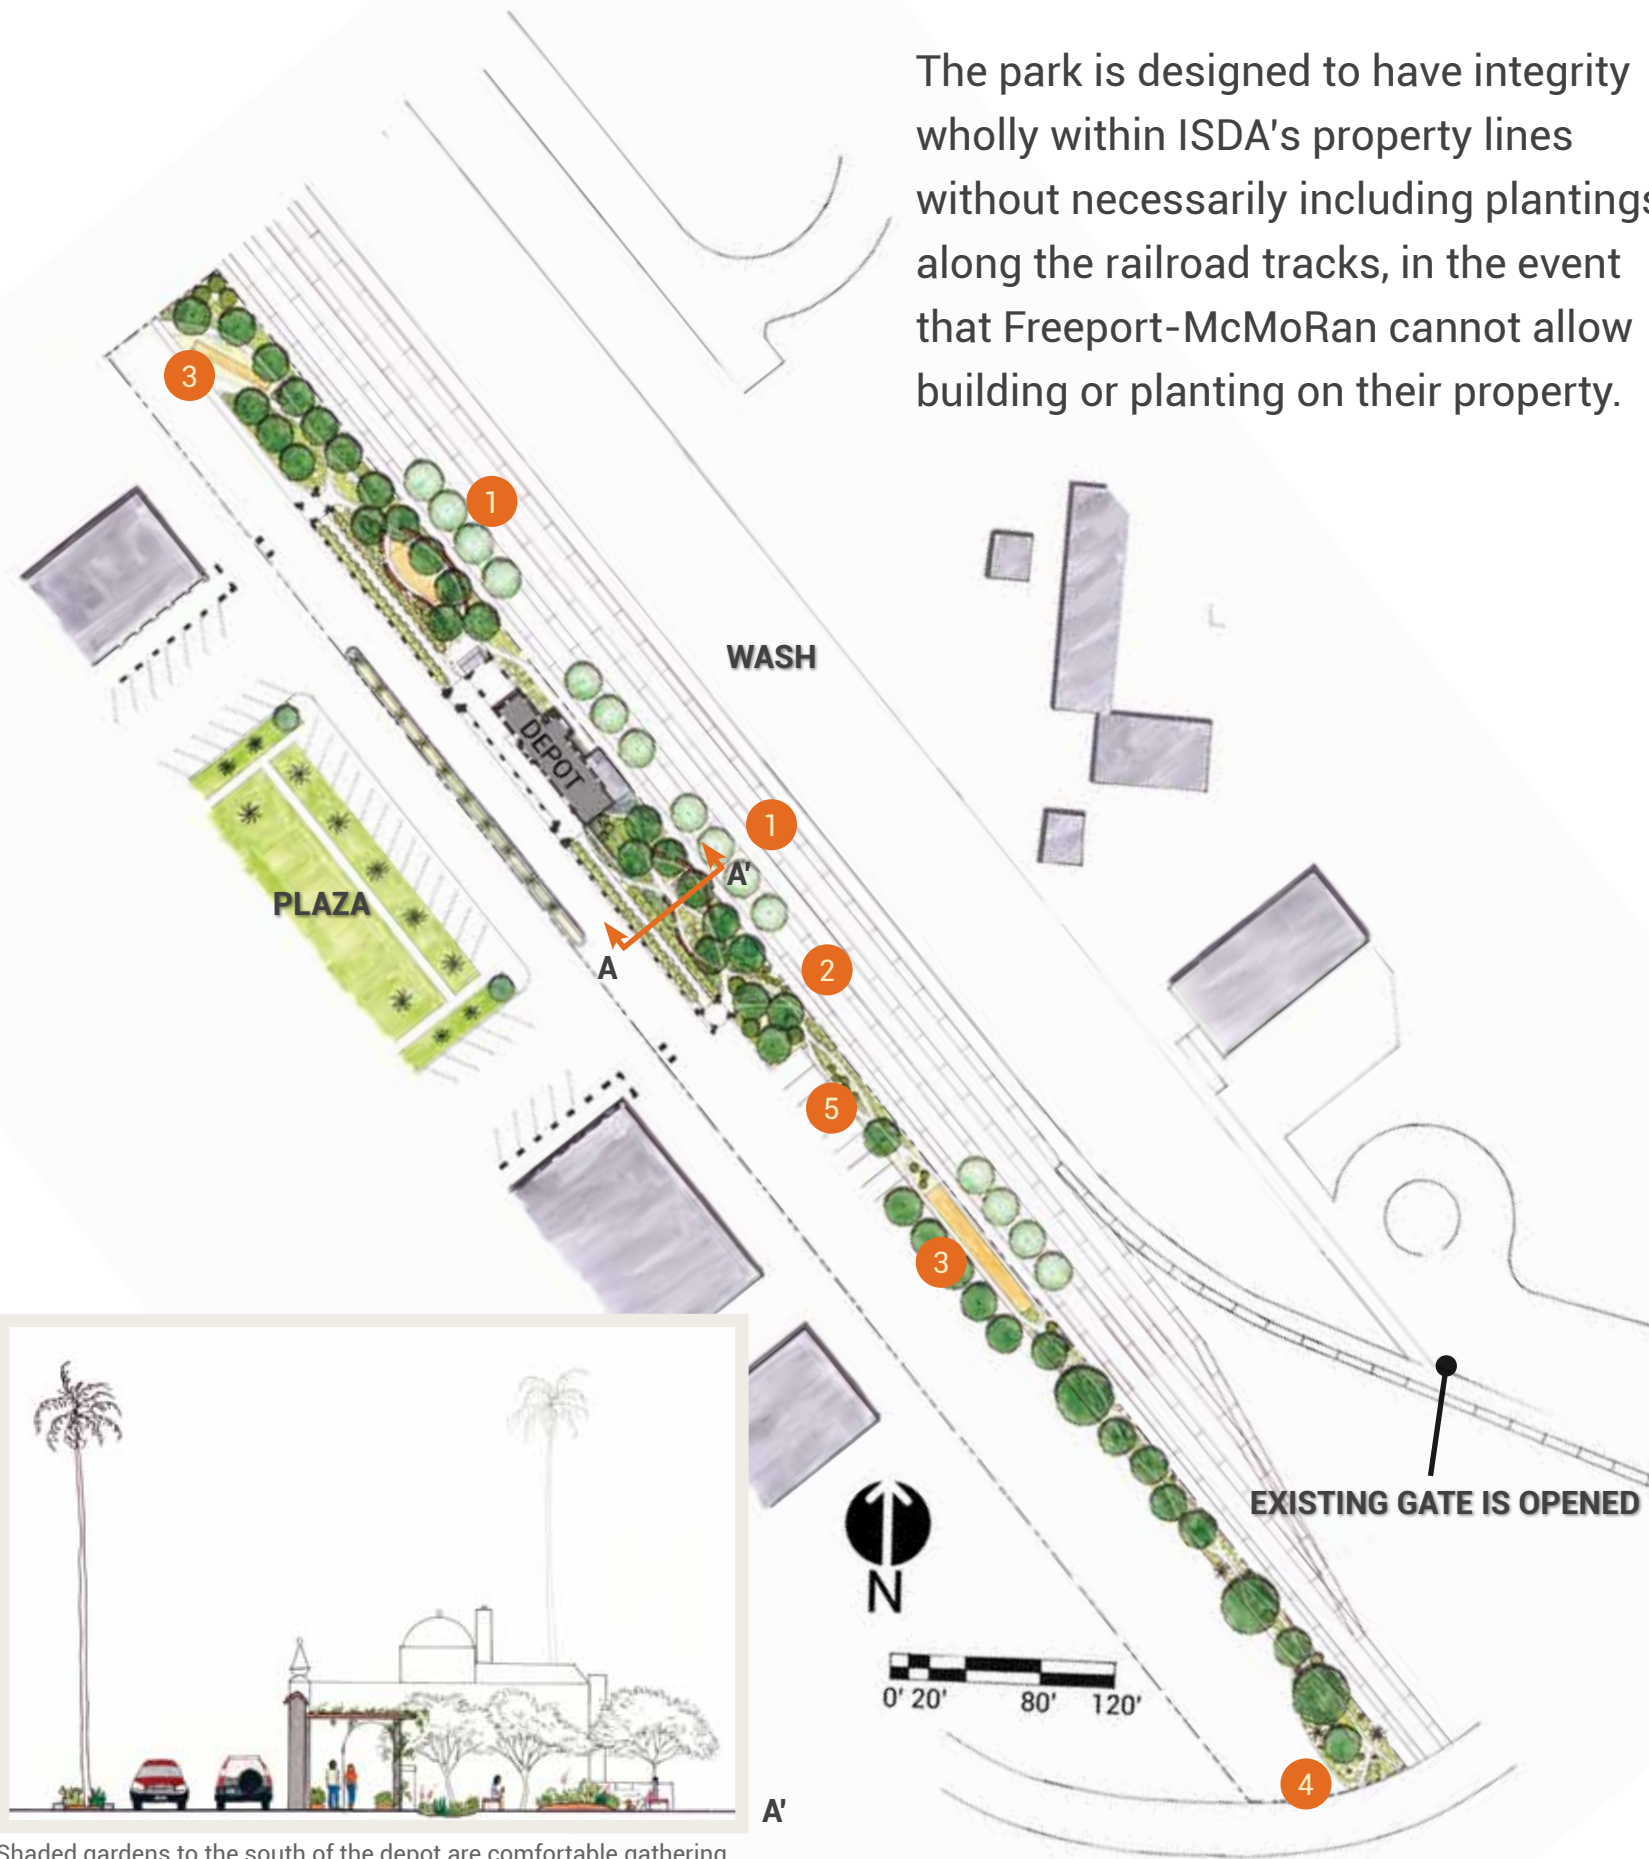 The park is designed to have integrity
wholly within ISDA's property lines
without necessarily including plantings
along the railroad tracks, in the event
that Freeport-McMoRan cannot allow
building or planting on their property.
3
1
WASH
DEPOT
1
A'
PLAZA
A
2
5
3
EXISTING GATE IS OPENED
N
0' 20' 80' 120'
4
A'
Shaded gardens to the south of the depot are comfortable gathering